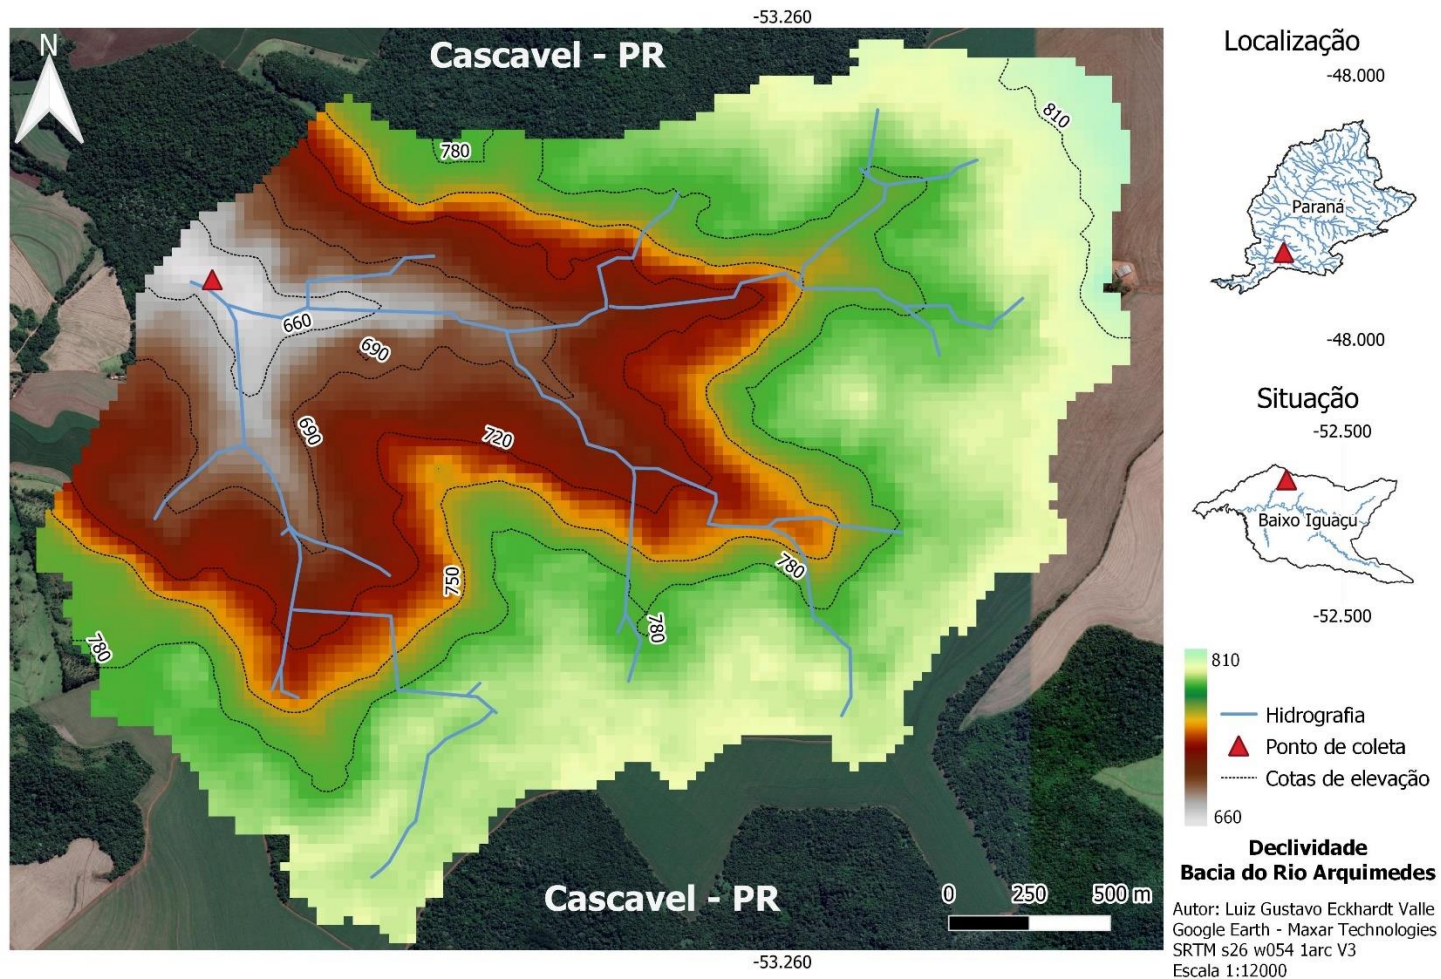 -53.260
N
Cascavel - PR
810
780
660
690
690
720
750
780
780
780
Cascavel - PR
0 250 500 m
-53.260
Localização
-48.000
Paraná
-48.000
Situação
-52.500
Baixo Iguaçu
-52.500
810
660
Hidrografia
Ponto de coleta
Cotas de elevação
Declividade
Bacia do Rio Arquimedes
Autor: Luiz Gustavo Eckhardt Valle
Google Earth - Maxar Technologies
SRTM s26 w054 1arc V3
Escala 1:12000